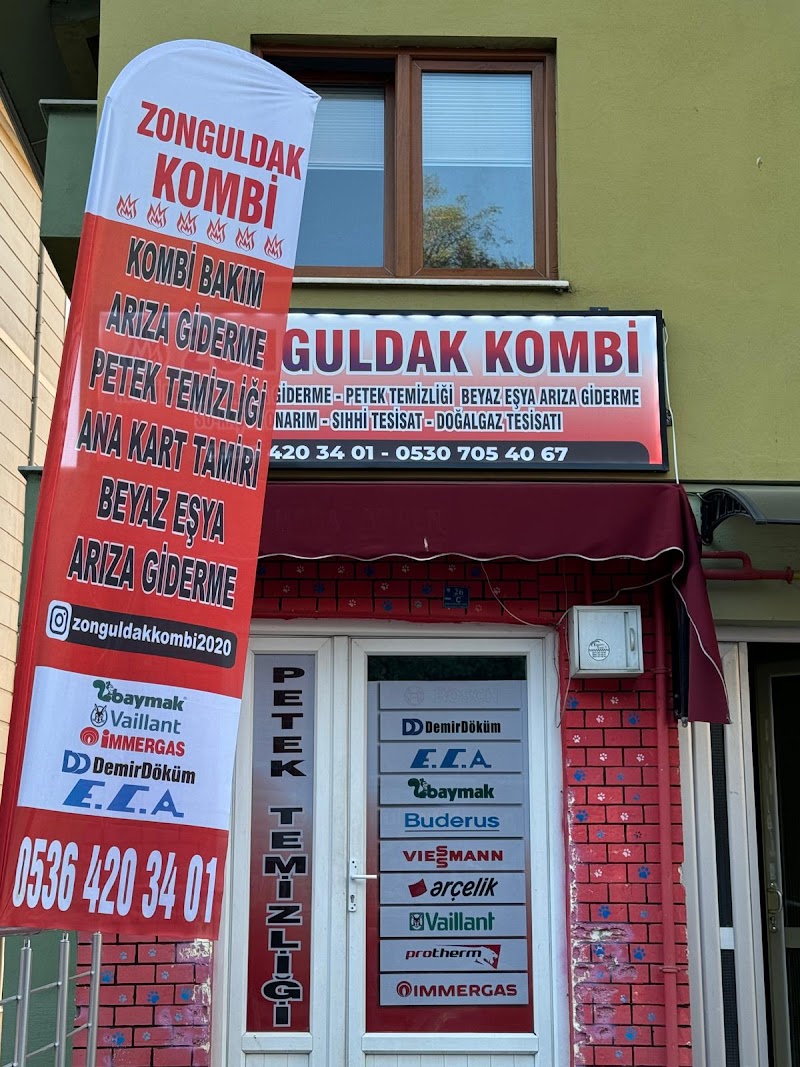 ZONGULDAK
KOMBİ
KOMBİ BAKIM
ARIZA GİDERME
PETEK TEMİZLİĞİ
ANA KART TAMİRİ
BEYAZ EŞYA
ARIZA GİDERME
zonguldakkombi2020
baymak
Vaillant
IMMERGAS
DemirDöküm
E.C.A.
0536 420 34 01
GULDAK KOMBİ
GİDERME - PETEK TEMİZLİĞİ BEYAZ EŞYA ARIZA GİDERME
NARIM - SIHHİ TESİSAT - DOĞALGAZ TESİSATI
420 34 01 - 0530 705 40 67
PETEK TEMİZLİĞİ
DemirDöküm
E.C.A.
baymak
Buderus
VIESSMANN
arçelik
Vaillant
protherm
IMMERGAS